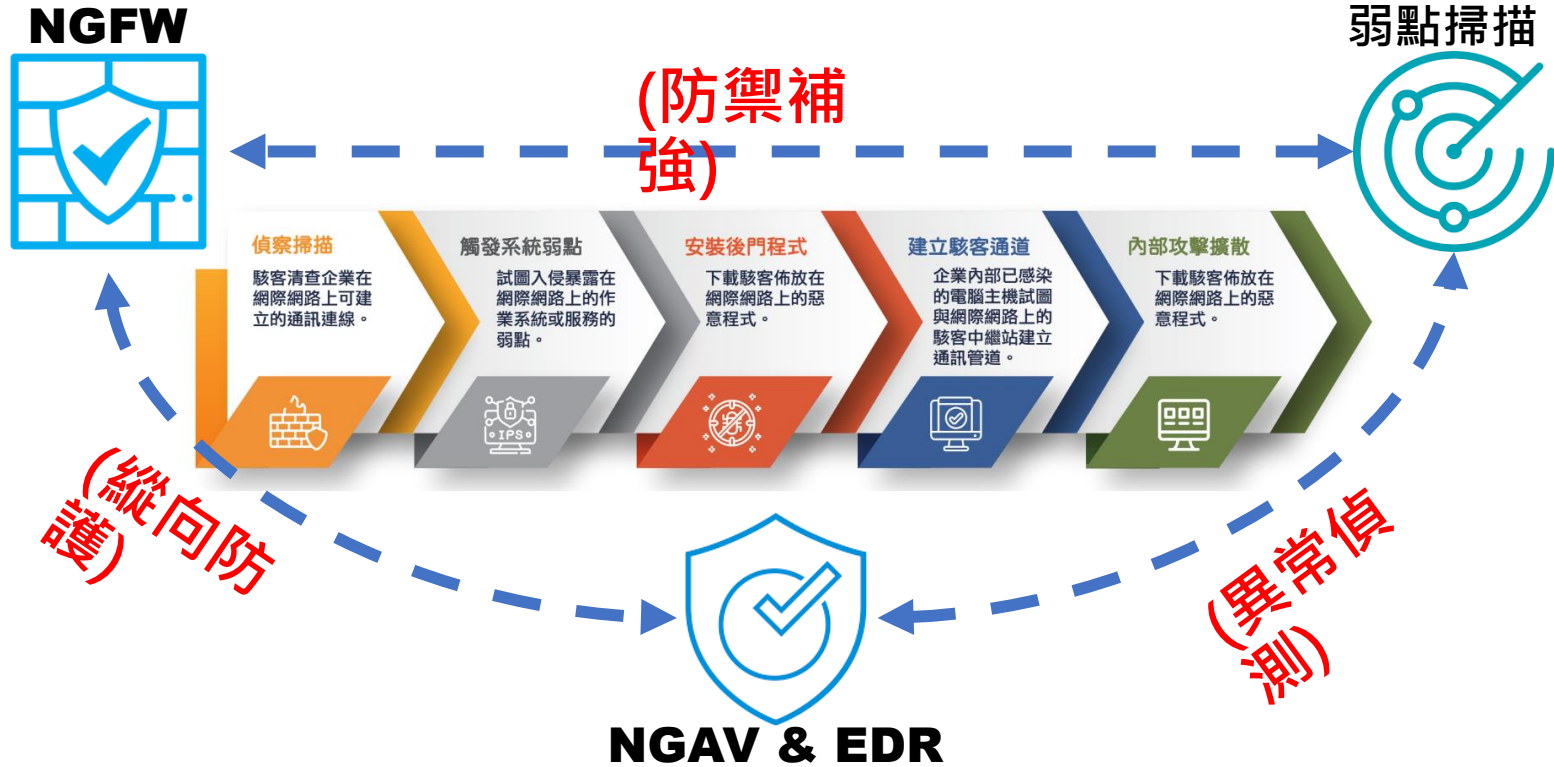 NGFW
弱點掃描
(防禦補
強)
偵察掃描
駭客清查企業在
網際網路上可建
立的通訊連線。
觸發系統弱點
試圖入侵暴露在
網際網路上的作
業系統或服務的
弱點。
IPS
安裝後門程式
下載駭客佈放在
網際網路上的惡
意程式。
建立駭客通道
企業內部已感染
的電腦主機試圖
與網際網路上的
駭客中繼站建立
通訊管道。
內部攻擊擴散
下載駭客佈放在
網際網路上的惡
意程式。
(縱向防
護)
(異常偵
測)
NGAV & EDR